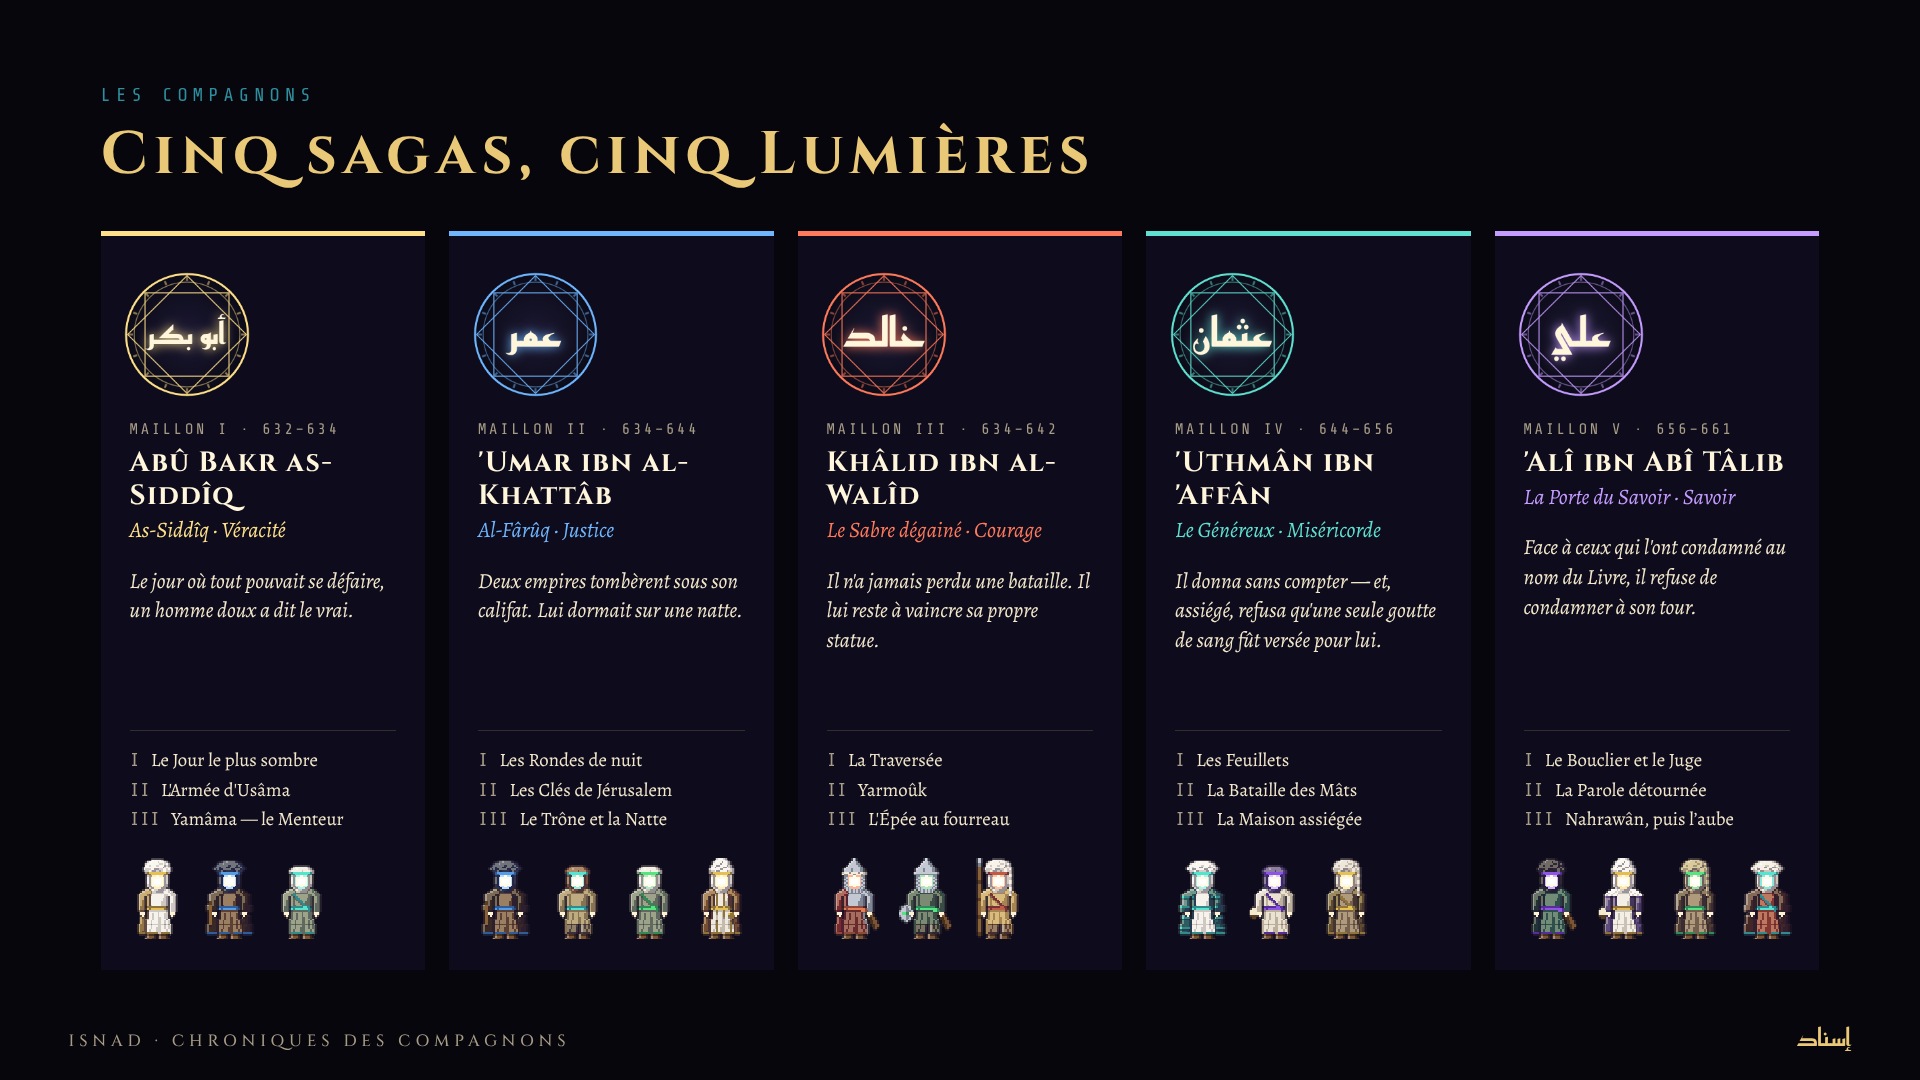 LES COMPAGNONS
Cinq sagas, cinq Lumières
أبو بكر
MAILLON I · 632–634
Abû Bakr as-
Siddîq
As-Siddîq · Véracité
Le jour où tout pouvait se défaire,
un homme doux a dit le vrai.
I Le Jour le plus sombre
II L'Armée d'Usâma
III Yamâma — le Menteur
عمر
MAILLON II · 634–644
'Umar ibn al-
Khattâb
Al-Fârûq · Justice
Deux empires tombèrent sous son
califat. Lui dormait sur une natte.
I Les Rondes de nuit
II Les Clés de Jérusalem
III Le Trône et la Natte
خالد
MAILLON III · 634–642
Khâlid ibn al-
Walîd
Le Sabre dégainé · Courage
Il n'a jamais perdu une bataille. Il
lui reste à vaincre sa propre
statue.
I La Traversée
II Yarmoûk
III L'Épée au fourreau
عثمان
MAILLON IV · 644–656
'Uthmân ibn
'Affân
Le Généreux · Miséricorde
Il donna sans compter — et,
assiégé, refusa qu'une seule goutte
de sang fût versée pour lui.
I Les Feuillets
II La Bataille des Mâts
III La Maison assiégée
علي
MAILLON V · 656–661
'Alî ibn Abî Tâlib
La Porte du Savoir · Savoir
Face à ceux qui l'ont condamné au
nom du Livre, il refuse de
condamner à son tour.
I Le Bouclier et le Juge
II La Parole détournée
III Nahrawân, puis l’aube
ISNAD · CHRONIQUES DES COMPAGNONS
إسناد